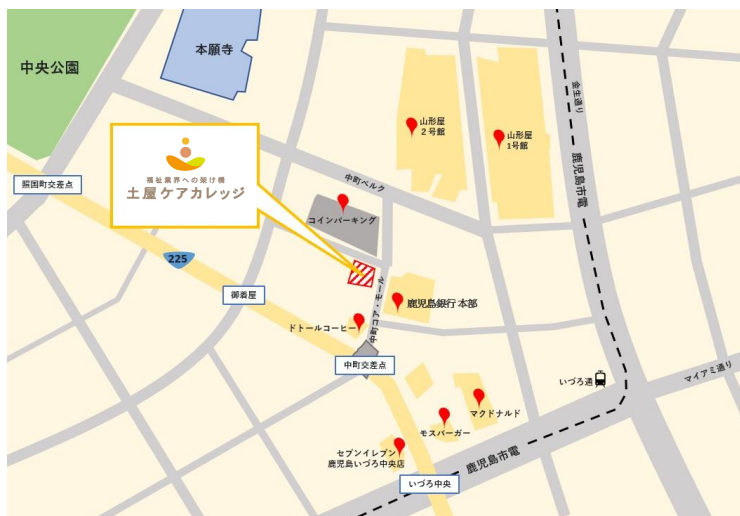 中央公園
本願寺
山形屋
2号館
山形屋
1号館
金生通り
鹿児島市電
福祉業界への架け橋
土屋ケアカレッジ
中町ベルク
照国町交差点
コインパーキング
225
御着屋
中町コア・モール
鹿児島銀行 本部
ドトールコーヒー
中町交差点
いづろ通
マイアミ通り
マクドナルド
モスバーガー
セブンイレブン
鹿児島いづろ中央店
鹿児島市電
いづろ中央